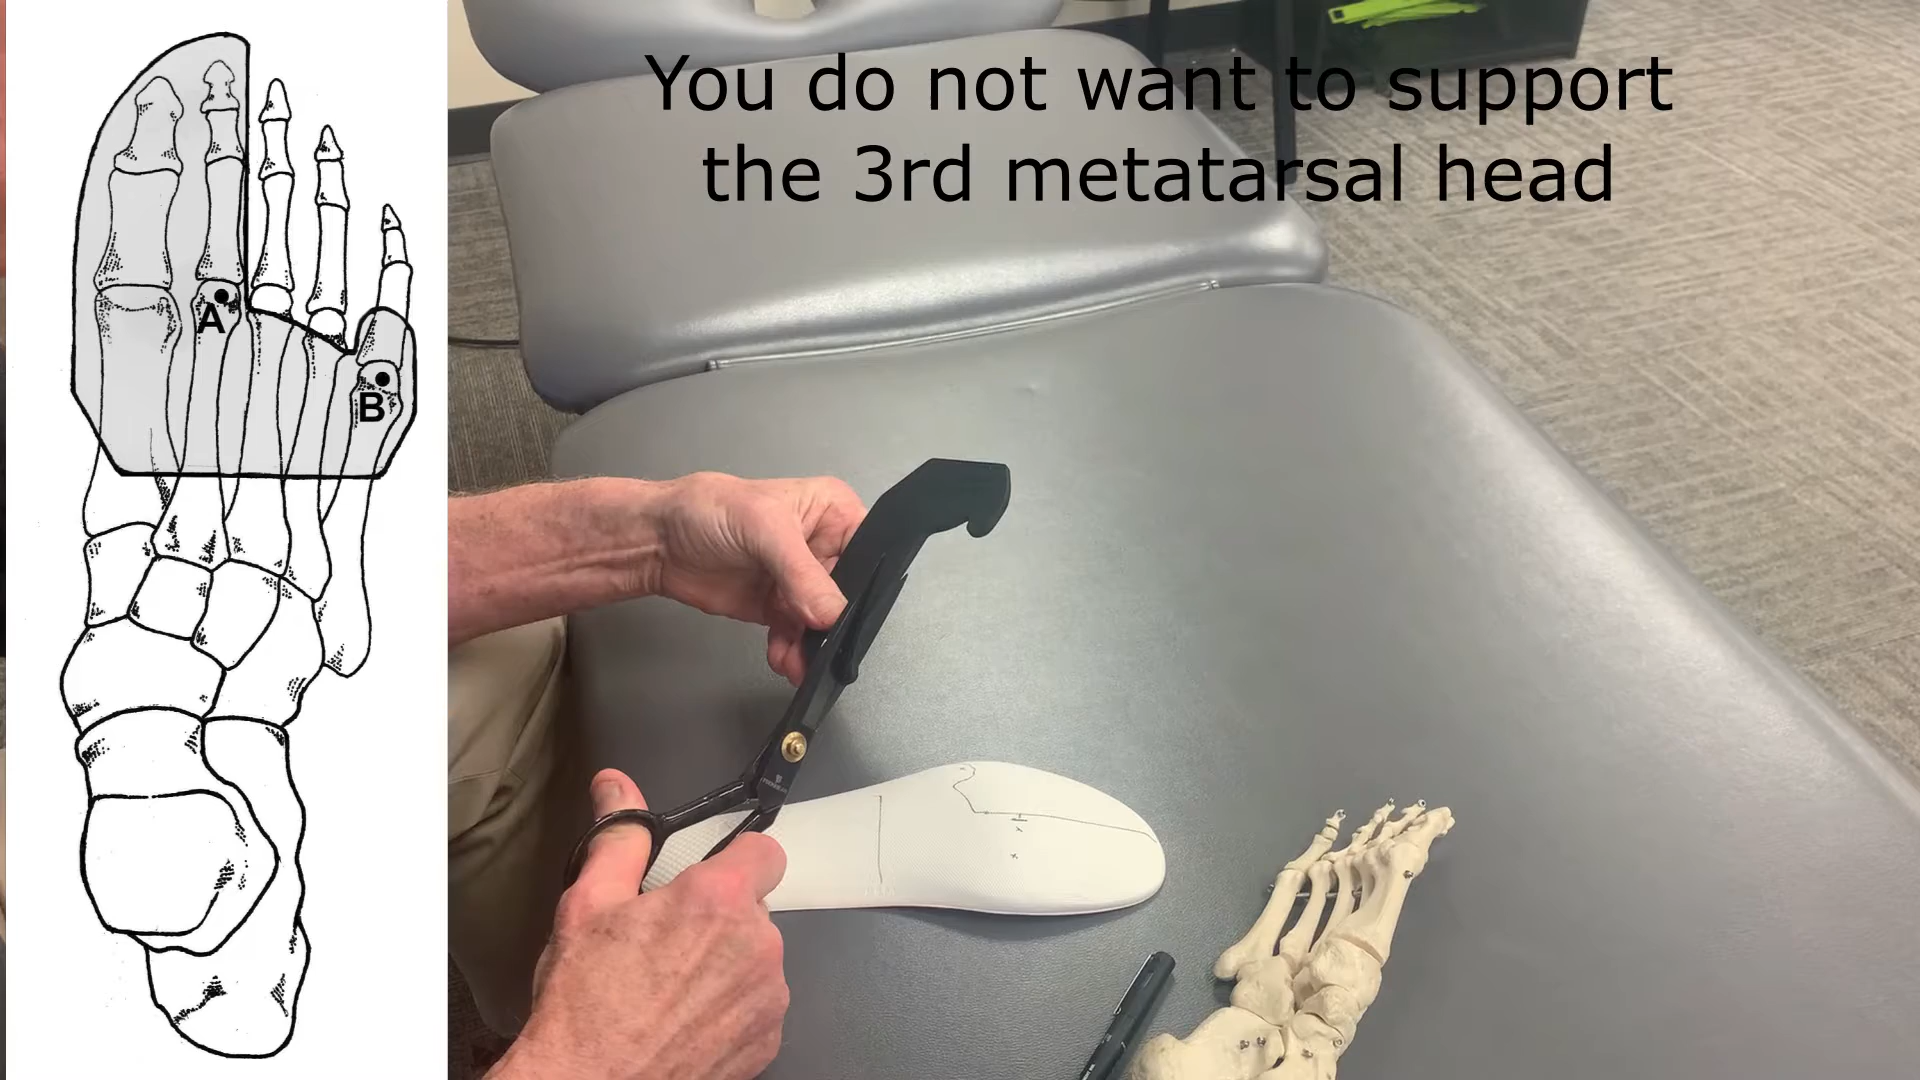 You do not want to support
the 3rd metatarsal head
A
B